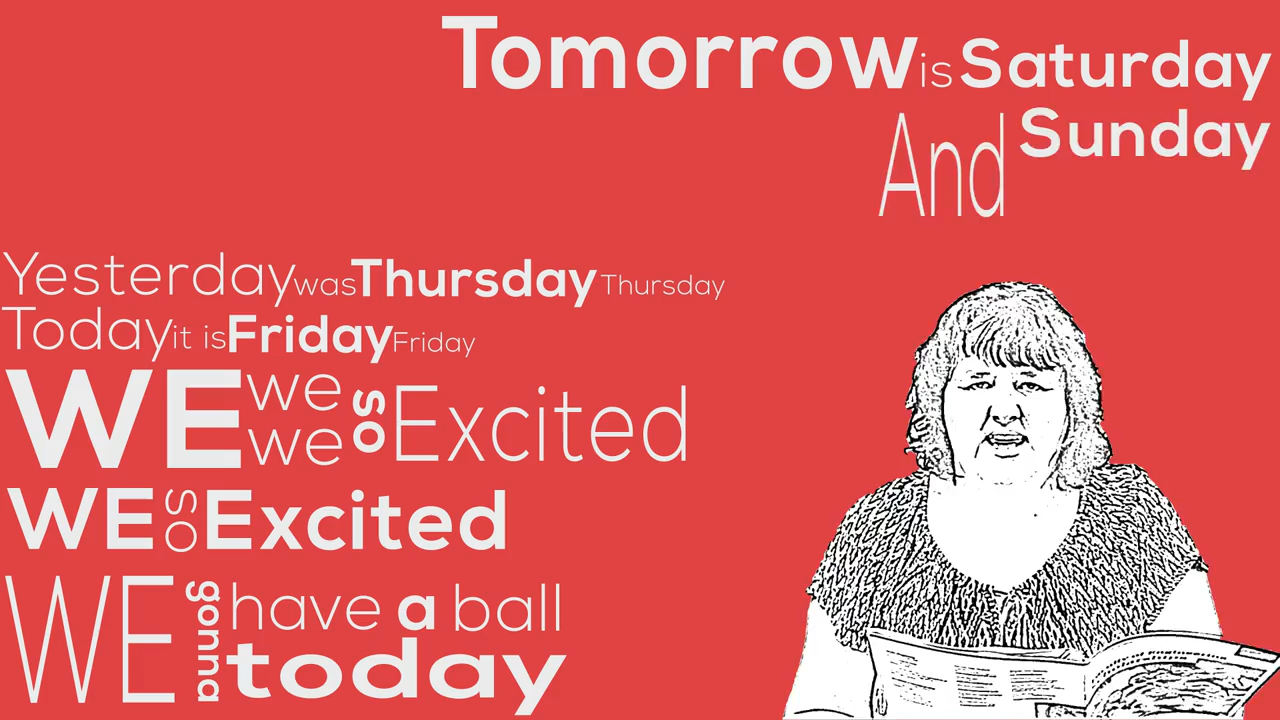 Tomorrow is Saturday
And Sunday
Yesterday was Thursday Thursday
Today it is Friday Friday
WE we we so Excited
WE so Excited
WE gonna have a ball
today